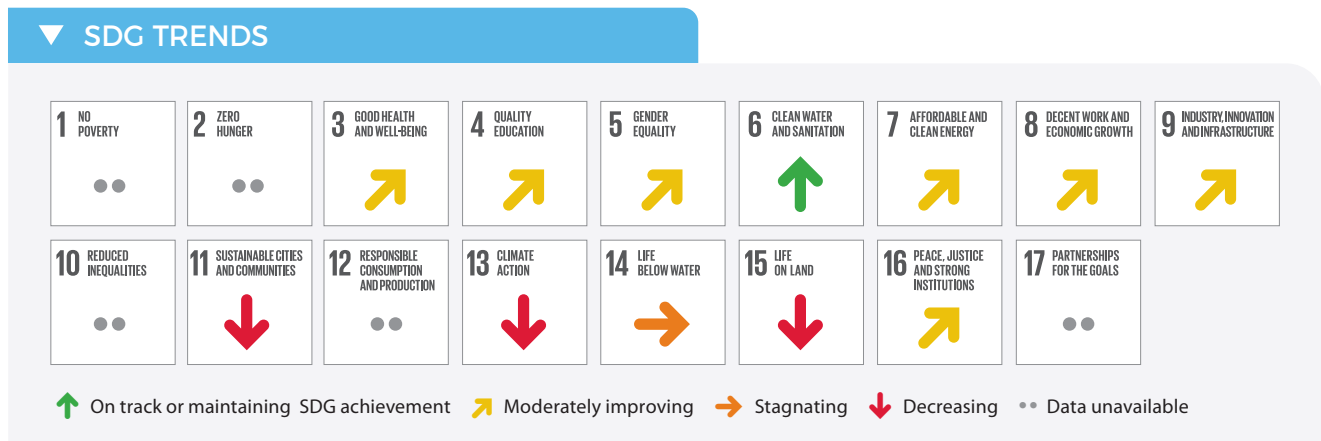 SDG TRENDS
1 NO
POVERTY
2 ZERO
HUNGER
3 GOOD HEALTH
AND WELL-BEING
4 QUALITY
EDUCATION
5 GENDER
EQUALITY
6 CLEAN WATER
AND SANITATION
7 AFFORDABLE AND
CLEAN ENERGY
8 DECENT WORK AND
ECONOMIC GROWTH
9 INDUSTRY, INNOVATION
AND INFRASTRUCTURE
10 REDUCED
INEQUALITIES
11 SUSTAINABLE CITIES
AND COMMUNITIES
12 RESPONSIBLE
CONSUMPTION
AND PRODUCTION
13 CLIMATE
ACTION
14 LIFE
BELOW WATER
15 LIFE
ON LAND
16 PEACE, JUSTICE
AND STRONG
INSTITUTIONS
17 PARTNERSHIPS
FOR THE GOALS
On track or maintaining SDG achievement
Moderately improving
Stagnating
Decreasing
Data unavailable